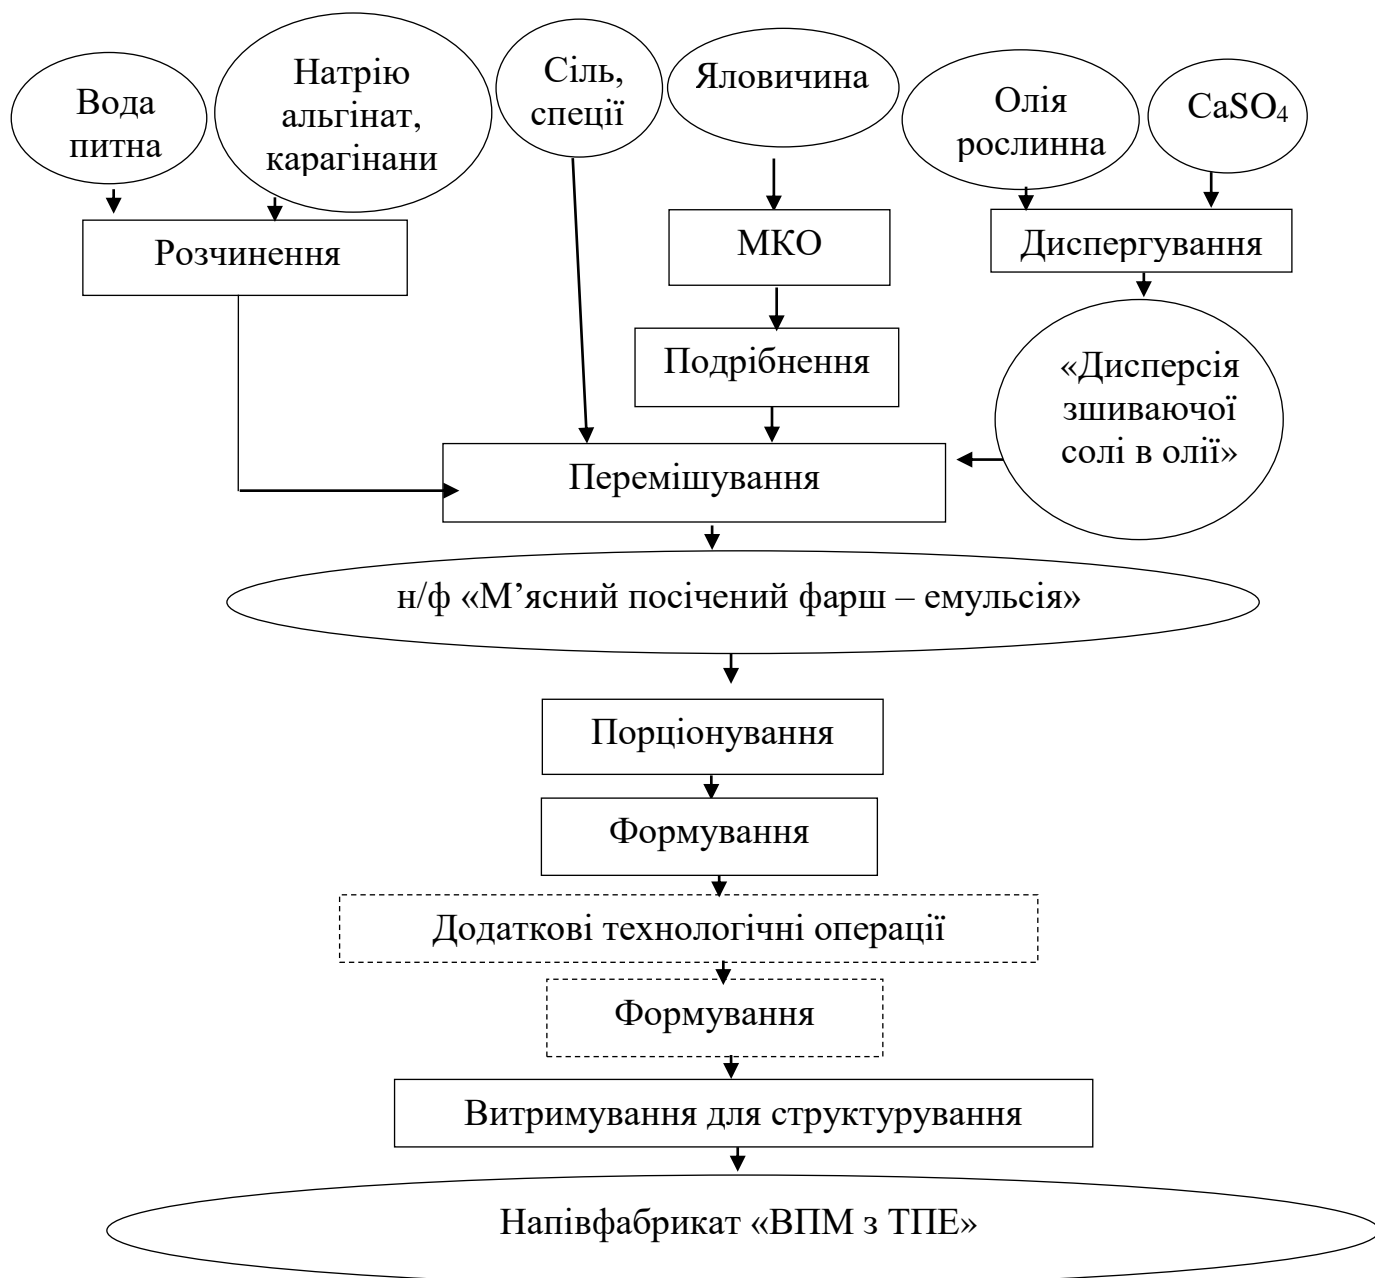 Вода
питна
Натрію
альгінат,
карагінани
Сіль,
спеції
Яловичина
Олія
рослинна
CaSO₄
Розчинення
МКО
Диспергування
Подрібнення
«Дисперсія
зшиваючої
солі в олії»
Перемішування
н/ф «М’ясний посічений фарш – емульсія»
Порціонування
Формування
Додаткові технологічні операції
Формування
Витримування для структурування
Напівфабрикат «ВПМ з ТПЕ»